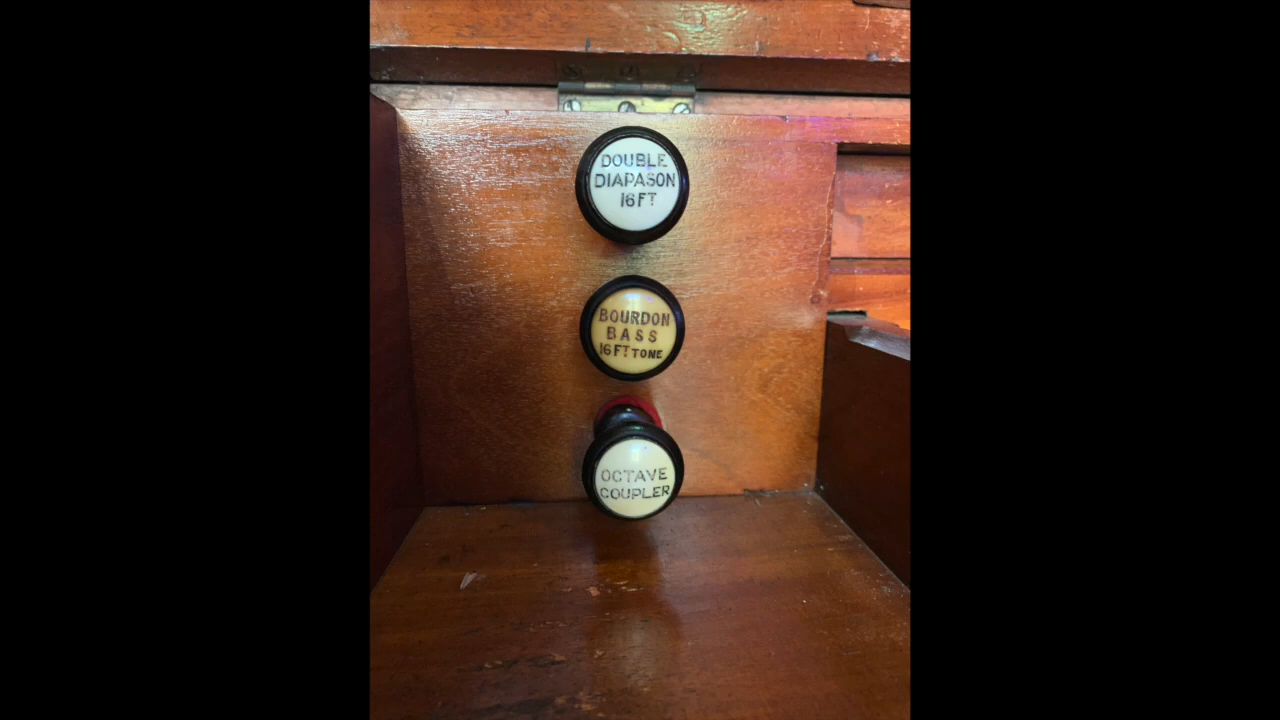 DOUBLE
DIAPASON
16FT
BOURDON
BASS
16FT TONE
OCTAVE
COUPLER